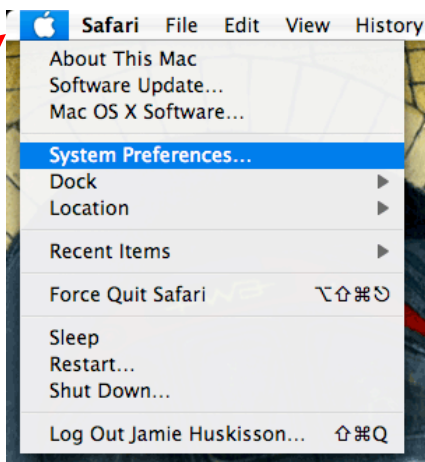 Safari File Edit View History
About This Mac
Software Update...
Mac OS X Software...
System Preferences...
Dock
Location
Recent Items
Force Quit Safari ⌥⇧⌘⎋
Sleep
Restart...
Shut Down...
Log Out Jamie Huskisson... ⇧⌘Q